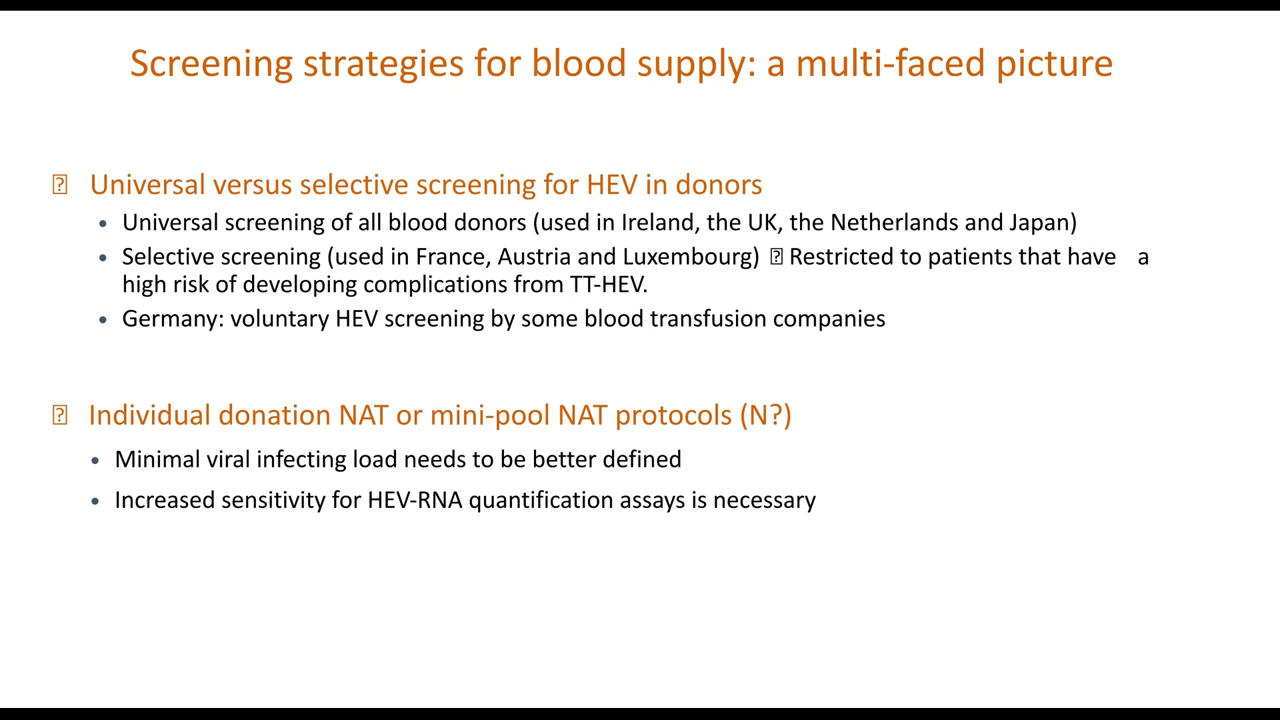 Screening strategies for blood supply: a multi-faced picture
⍰ Universal versus selective screening for HEV in donors
• Universal screening of all blood donors (used in Ireland, the UK, the Netherlands and Japan)
• Selective screening (used in France, Austria and Luxembourg) ⍰ Restricted to patients that have a
high risk of developing complications from TT-HEV.
• Germany: voluntary HEV screening by some blood transfusion companies
⍰ Individual donation NAT or mini-pool NAT protocols (N?)
• Minimal viral infecting load needs to be better defined
• Increased sensitivity for HEV-RNA quantification assays is necessary